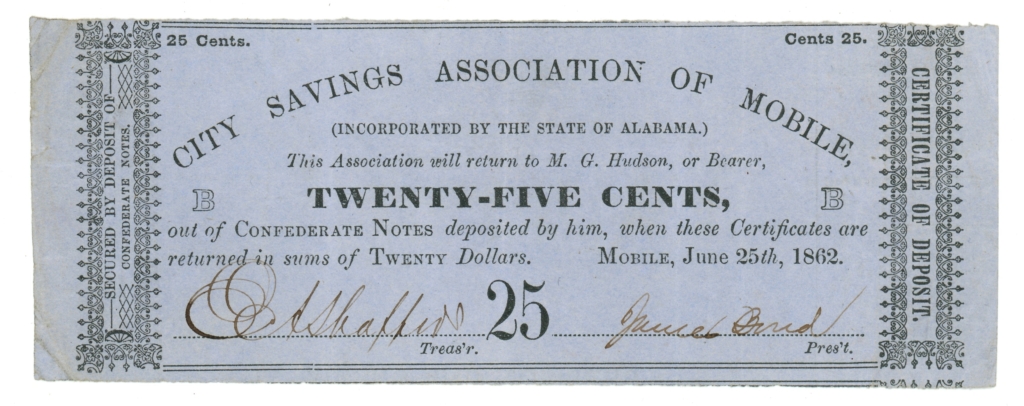 25 Cents.
Cents 25.
CITY SAVINGS ASSOCIATION OF MOBILE,
(INCORPORATED BY THE STATE OF ALABAMA.)
This Association will return to M. G. Hudson, or Bearer,
B TWENTY-FIVE CENTS, B
out of CONFEDERATE NOTES deposited by him, when these Certificates are
returned in sums of TWENTY Dollars. MOBILE, June 25th, 1862.
25
James Bond
Treas'r.
Pres't.
SECURED BY DEPOSIT OF
CONFEDERATE NOTES.
CERTIFICATE OF DEPOSIT.